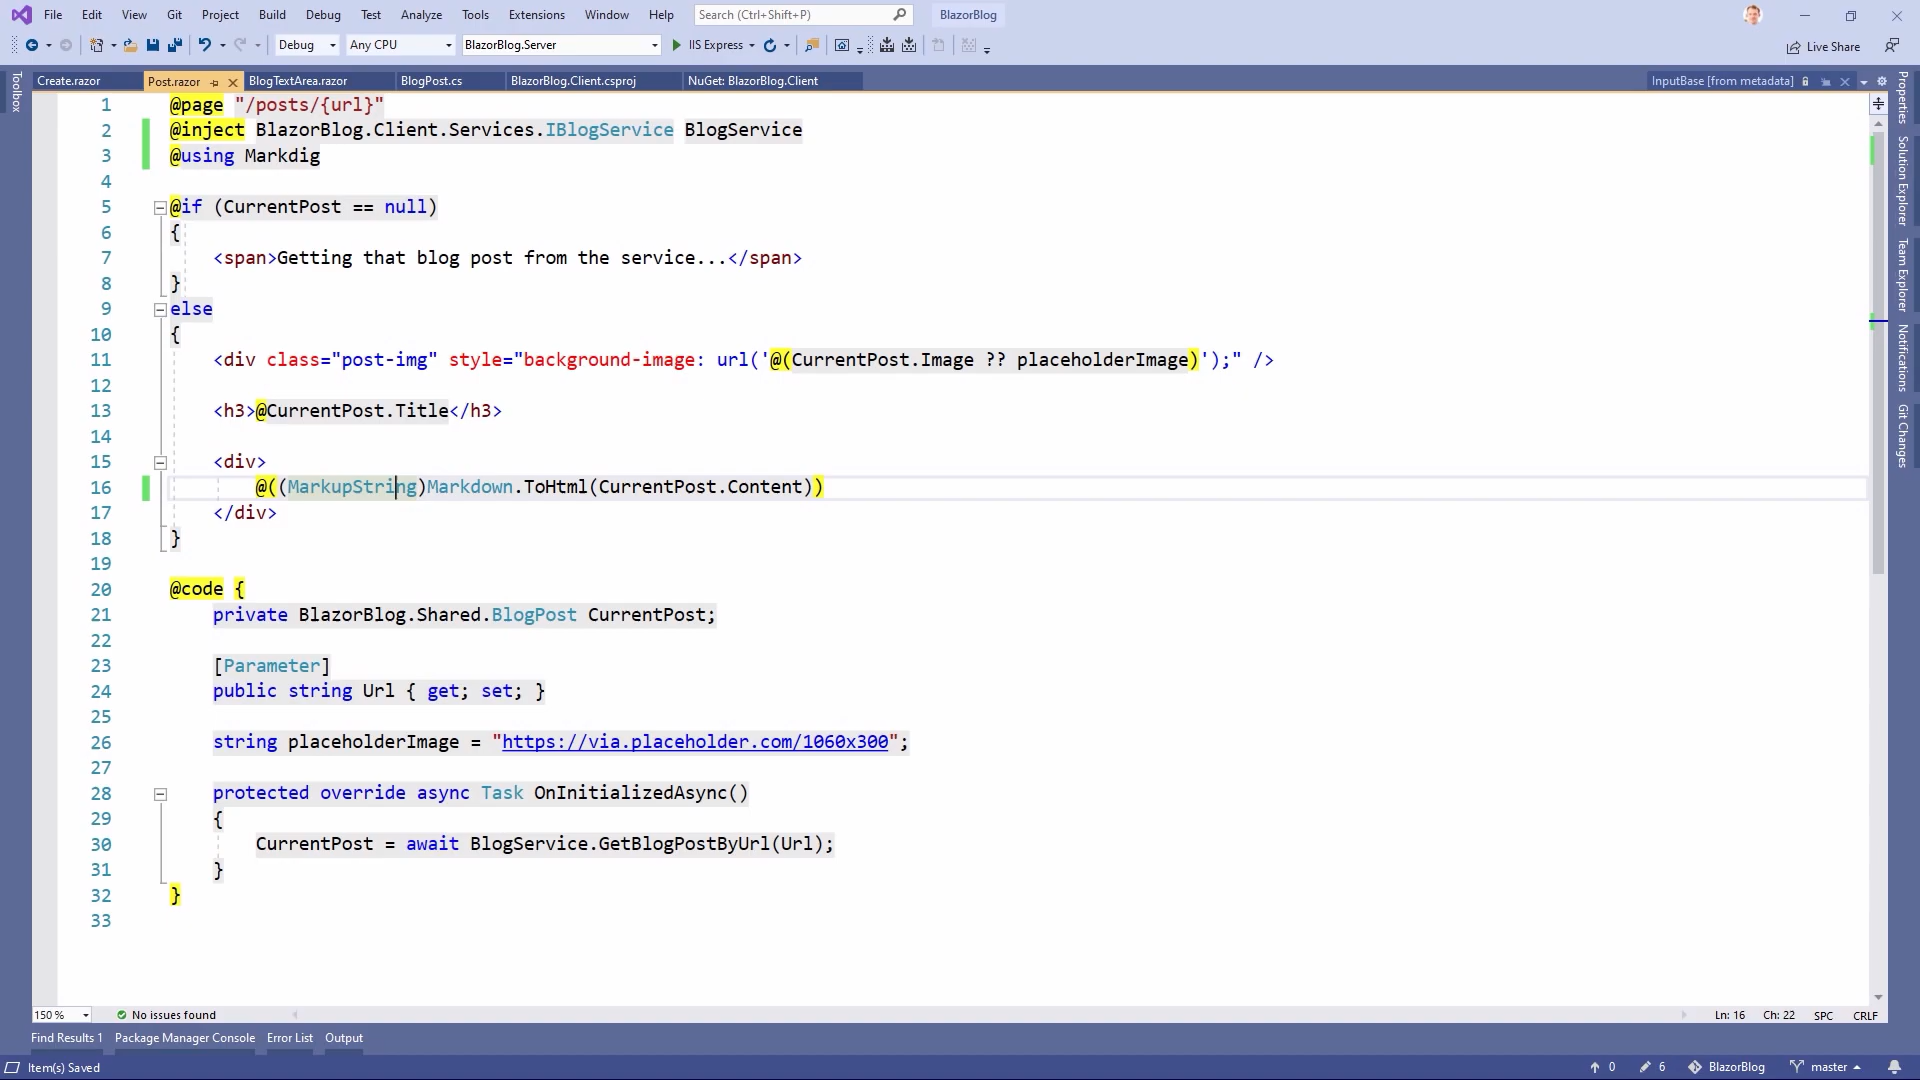 File Edit View Git Project Build Debug Test Analyze Tools Extensions Window Help Search (Ctrl+Shift+P) BlazorBlog
Debug Any CPU BlazorBlog.Server IIS Express Live Share
Create.razor Post.razor BlogTextArea.razor BlogPost.cs BlazorBlog.Client.csproj NuGet: BlazorBlog.Client InputBase [from metadata]
Toolbox
Properties
Solution Explorer
Team Explorer
Notifications
Git Changes
1 @page "/posts/{url}"
2 @inject BlazorBlog.Client.Services.IBlogService BlogService
3 @using Markdig
4
5 @if (CurrentPost == null)
6 {
7 <span>Getting that blog post from the service...</span>
8 }
9 else
10 {
11 <div class="post-img" style="background-image: url('@(CurrentPost.Image ?? placeholderImage)');" />
12
13 <h3>@CurrentPost.Title</h3>
14
15 <div>
16 @((MarkupString)Markdown.ToHtml(CurrentPost.Content))
17 </div>
18 }
19
20 @code {
21 private BlazorBlog.Shared.BlogPost CurrentPost;
22
23 [Parameter]
24 public string Url { get; set; }
25
26 string placeholderImage = "https://via.placeholder.com/1060x300";
27
28 protected override async Task OnInitializedAsync()
29 {
30 CurrentPost = await BlogService.GetBlogPostByUrl(Url);
31 }
32 }
33
150 % No issues found Ln: 16 Ch: 22 SPC CRLF
Find Results 1 Package Manager Console Error List Output
Item(s) Saved 0 6 BlazorBlog master